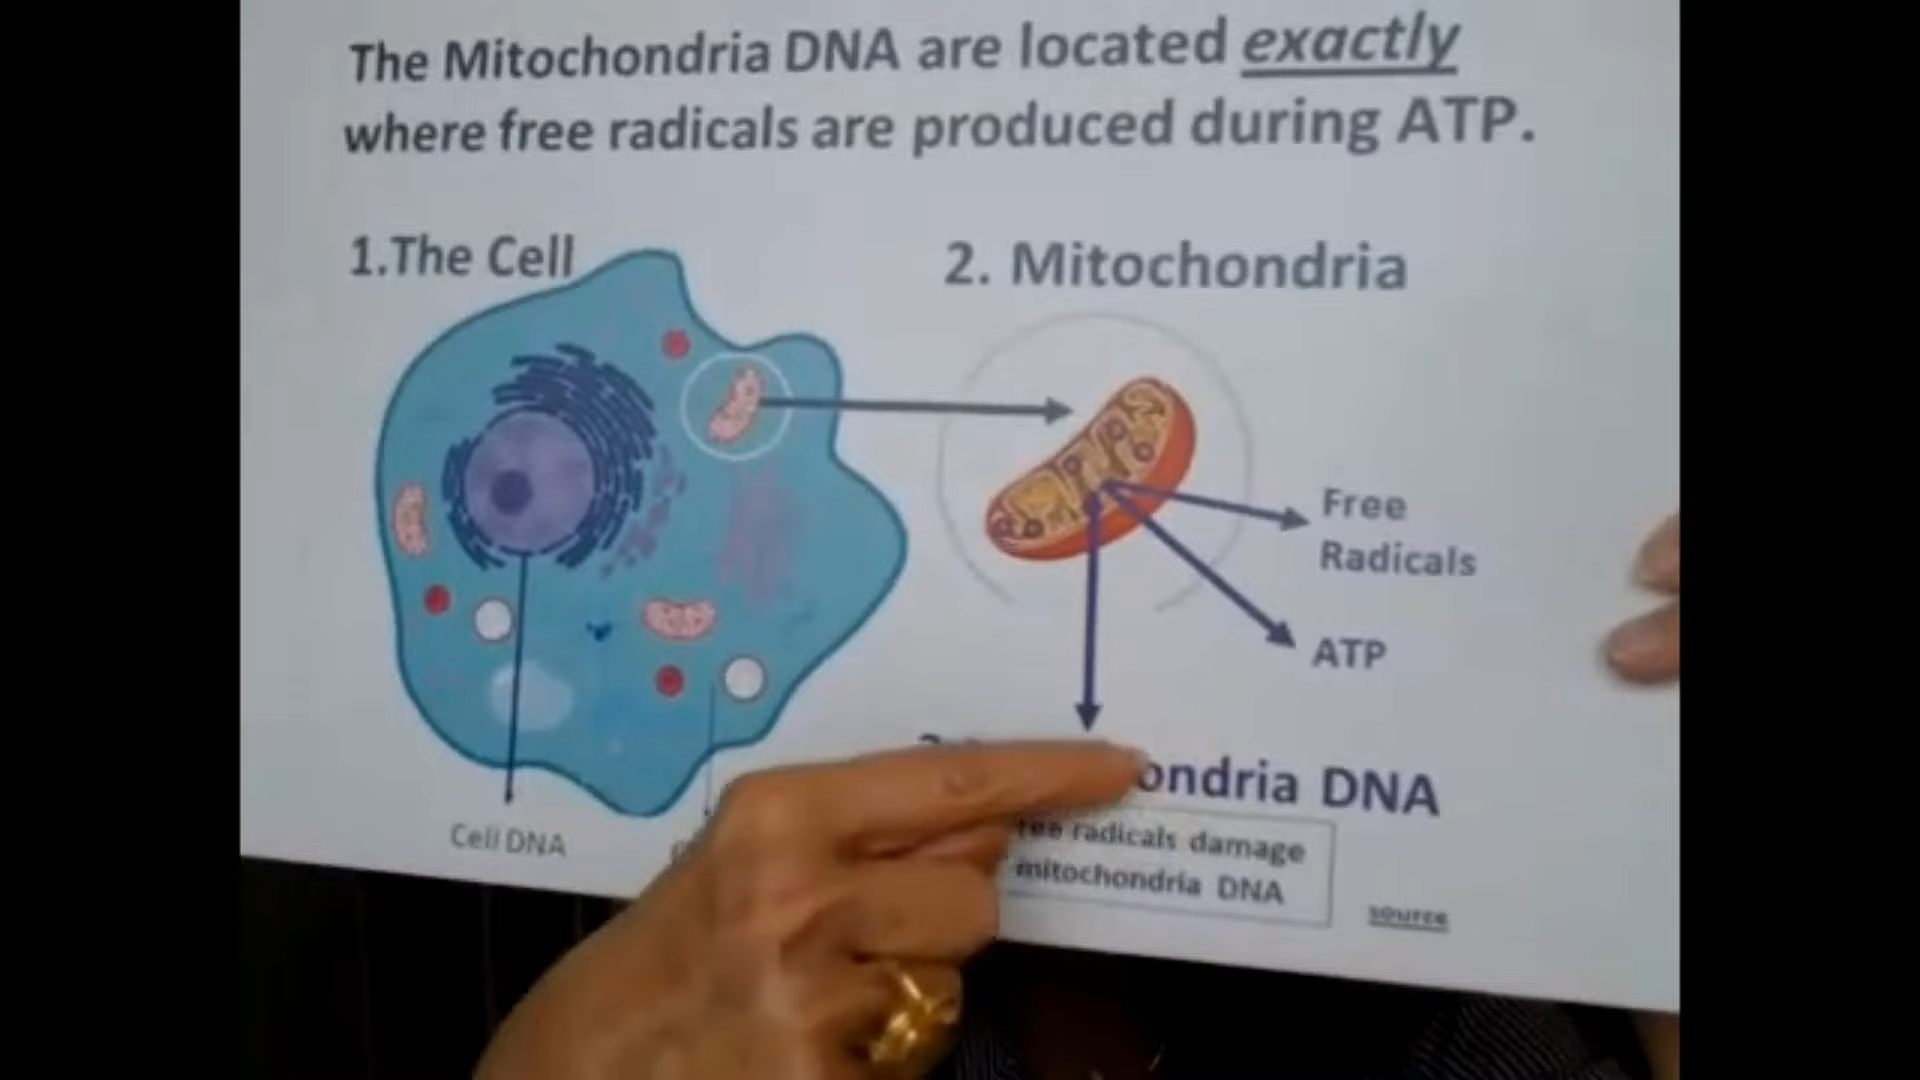 The Mitochondria DNA are located exactly
where free radicals are produced during ATP.
1.The Cell
2. Mitochondria
Free
Radicals
ATP
DNA
Cell DNA
radicals damage
mitochondria DNA
source